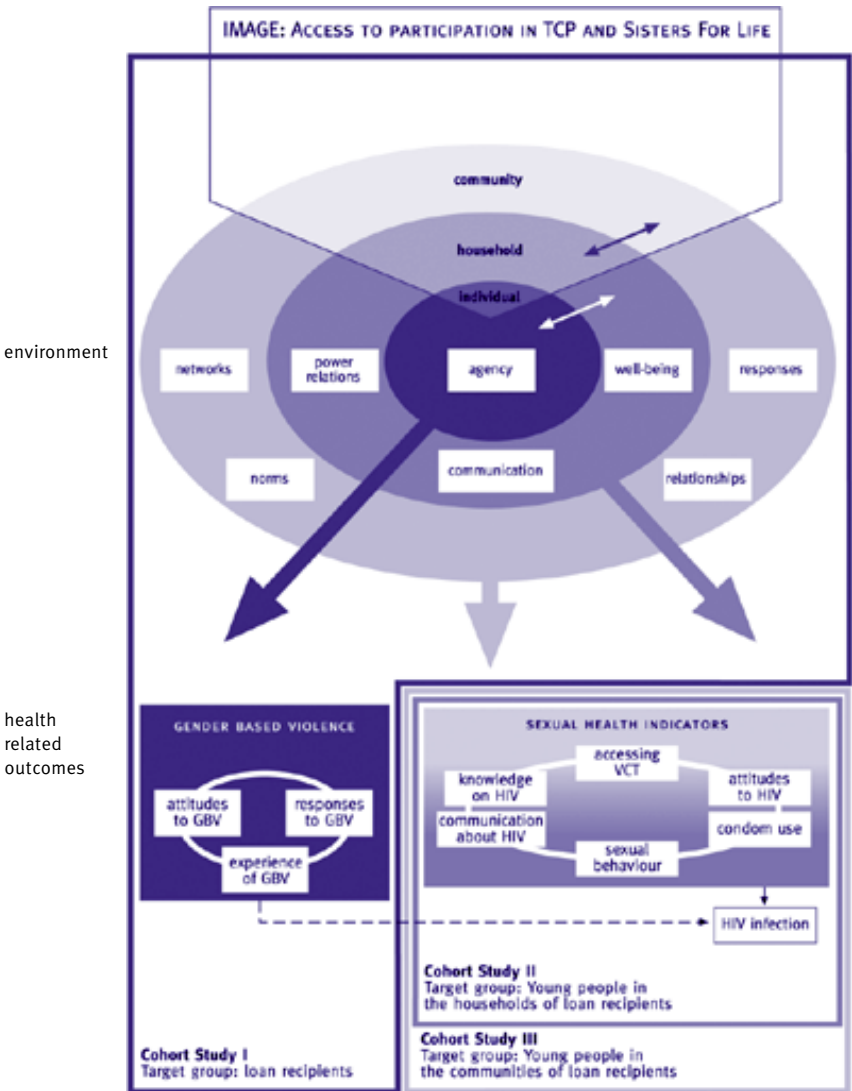 IMAGE: ACCESS TO PARTICIPATION IN TCP AND SISTERS FOR LIFE
community
household
individual
environment
networks
power
relations
agency
well-being
responses
norms
communication
relationships
health
related
outcomes
GENDER BASED VIOLENCE
attitudes
to GBV
responses
to GBV
experience
of GBV
SEXUAL HEALTH INDICATORS
accessing
VCT
knowledge
on HIV
attitudes
to HIV
communication
about HIV
condom use
sexual
behaviour
HIV infection
Cohort Study II
Target group: Young people in
the households of loan recipients
Cohort Study I
Target group: loan recipients
Cohort Study III
Target group: Young people in
the communities of loan recipients